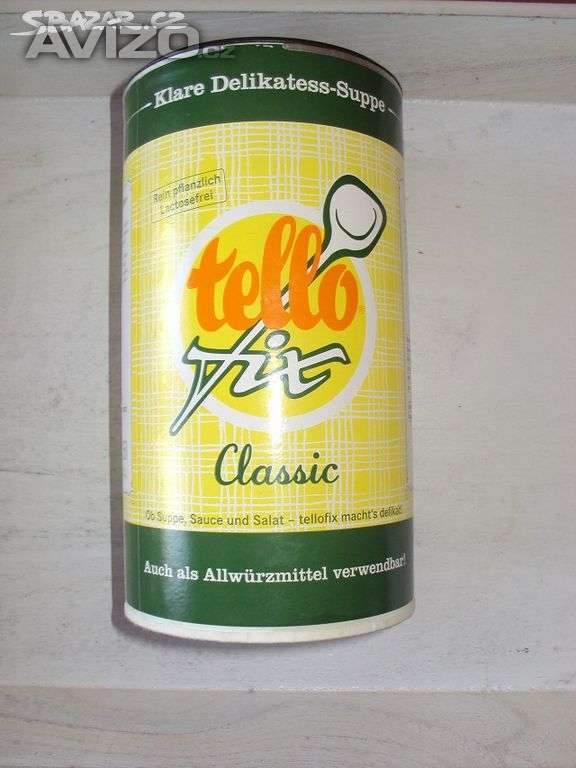 SBAZAR.CZ
AVÍZO.cz
Klare Delikatess-Suppe
Rein pflanzlich
Lactosefrei
tello
fix
Classic
Ob Suppe, Sauce und Salat – tellofix macht's delikat!
Auch als Allwürzmittel verwendbar!